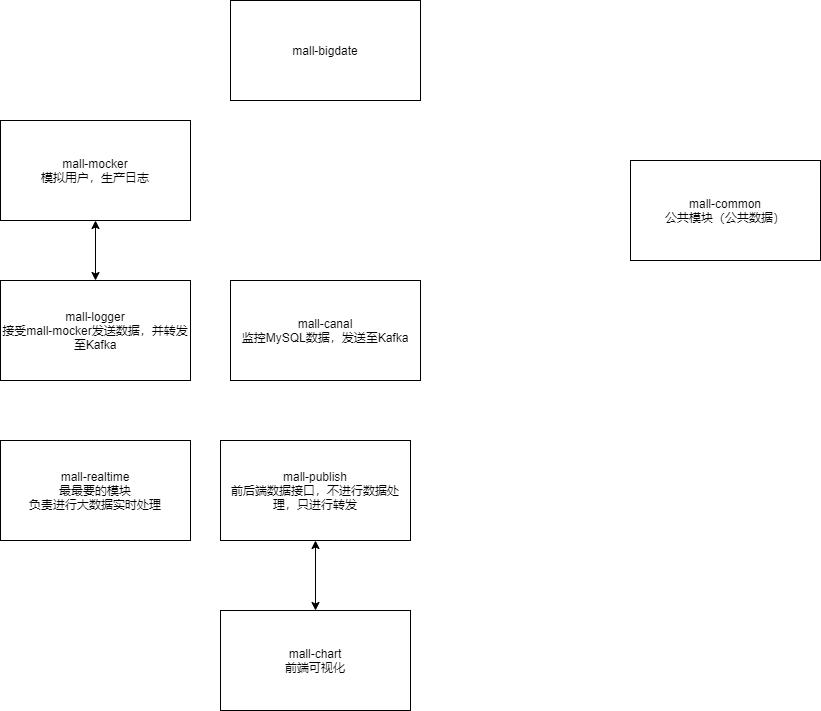 mall-bigdate
mall-mocker
模拟用户，生产日志
mall-common
公共模块（公共数据）
mall-logger
接受mall-mocker发送数据，并转发
至Kafka
mall-canal
监控MySQL数据，发送至Kafka
mall-realtime
最最要的模块
负责进行大数据实时处理
mall-publish
前后端数据接口，不进行数据处
理，只进行转发
mall-chart
前端可视化